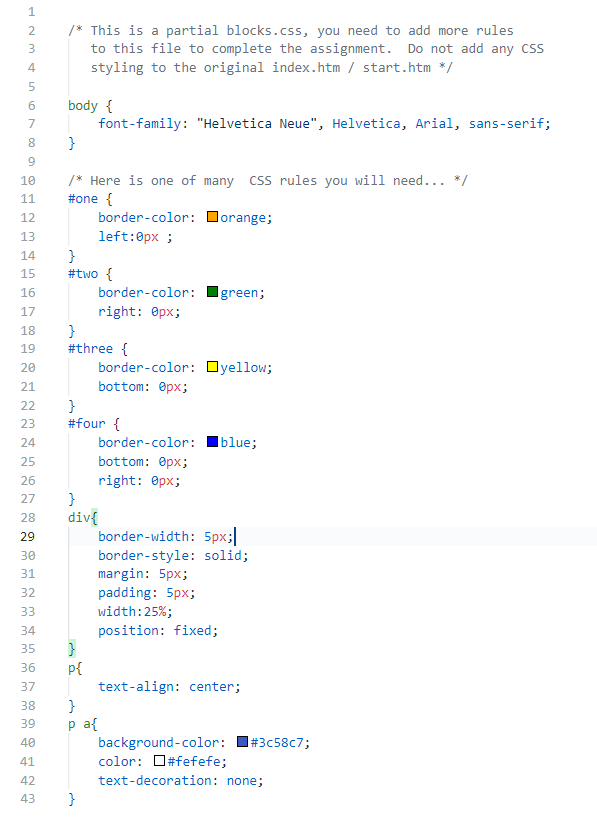 1
2 /* This is a partial blocks.css, you need to add more rules
3 to this file to complete the assignment.  Do not add any CSS
4 styling to the original index.htm / start.htm */
5
6 body {
7 font-family: "Helvetica Neue", Helvetica, Arial, sans-serif;
8 }
9
10 /* Here is one of many  CSS rules you will need... */
11 #one {
12 border-color: orange;
13 left:0px ;
14 }
15 #two {
16 border-color: green;
17 right: 0px;
18 }
19 #three {
20 border-color: yellow;
21 bottom: 0px;
22 }
23 #four {
24 border-color: blue;
25 bottom: 0px;
26 right: 0px;
27 }
28 div{
29 border-width: 5px;
30 border-style: solid;
31 margin: 5px;
32 padding: 5px;
33 width:25%;
34 position: fixed;
35 }
36 p{
37 text-align: center;
38 }
39 p a{
40 background-color: #3c58c7;
41 color: #fefefe;
42 text-decoration: none;
43 }